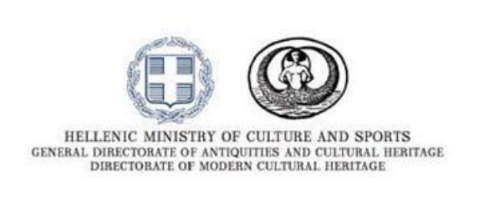 HELLENIC MINISTRY OF CULTURE AND SPORTS
GENERAL DIRECTORATE OF ANTIQUITIES AND CULTURAL HERITAGE
DIRECTORATE OF MODERN CULTURAL HERITAGE